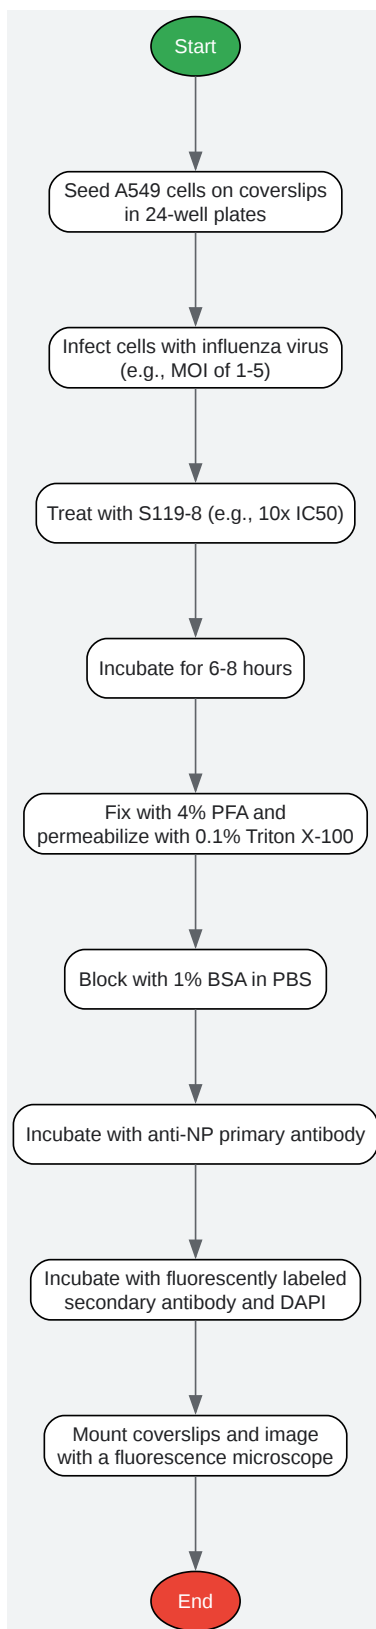 Start
Seed A549 cells on coverslips
in 24-well plates
Infect cells with influenza virus
(e.g., MOI of 1-5)
Treat with S119-8 (e.g., 10x IC50)
Incubate for 6-8 hours
Fix with 4% PFA and
permeabilize with 0.1% Triton X-100
Block with 1% BSA in PBS
Incubate with anti-NP primary antibody
Incubate with fluorescently labeled
secondary antibody and DAPI
Mount coverslips and image
with a fluorescence microscope
End